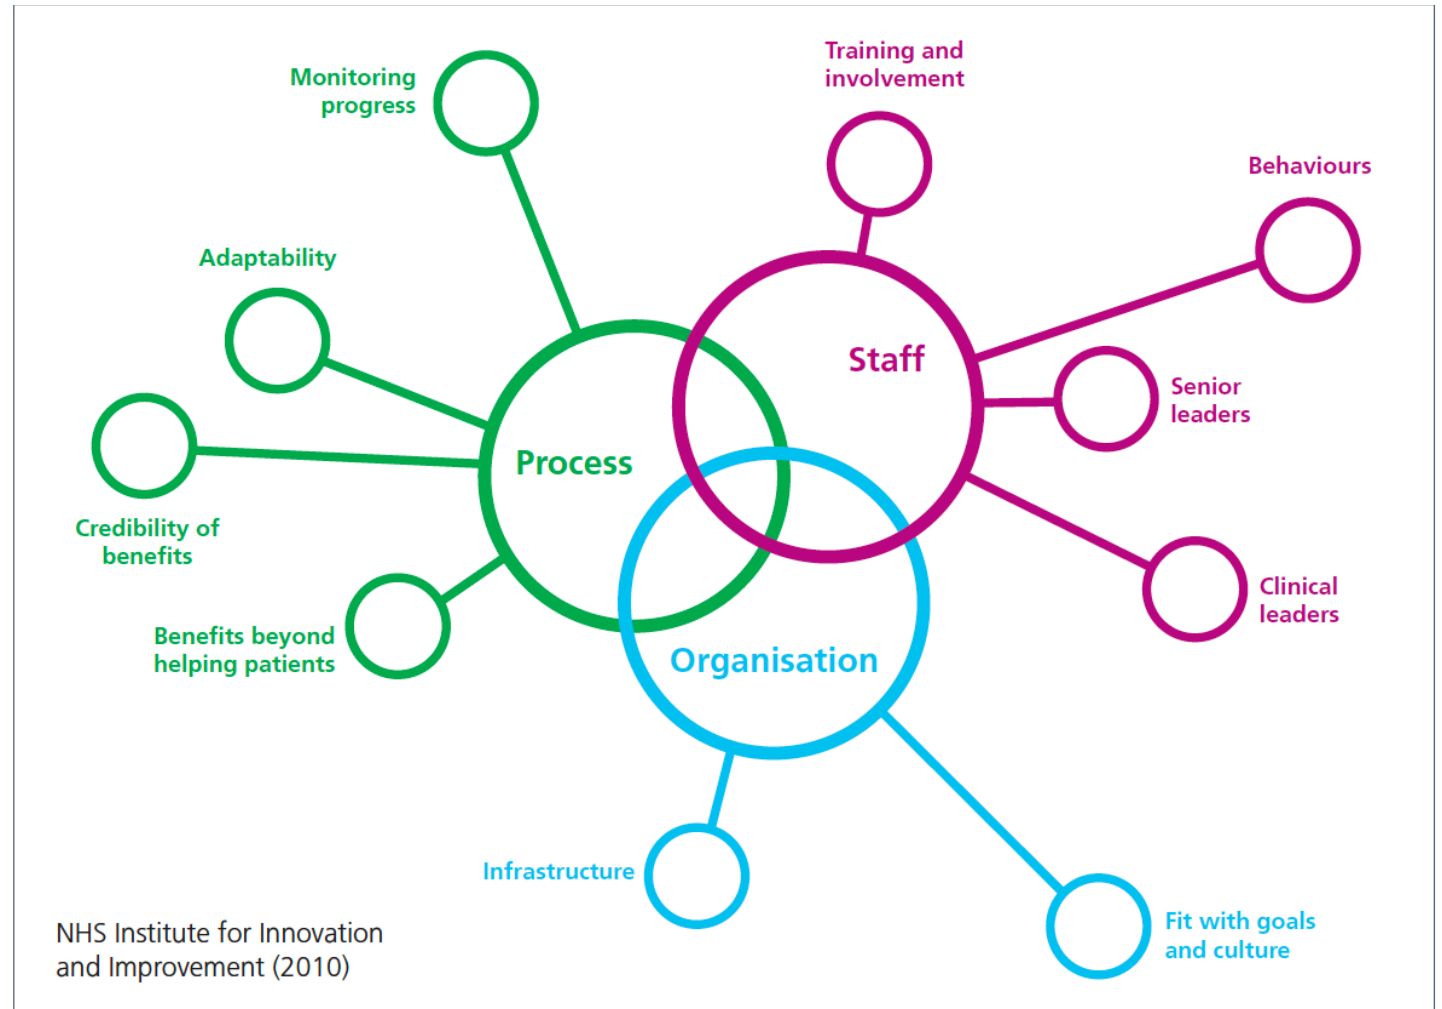 Monitoring
progress
Adaptability
Credibility of
benefits
Benefits beyond
helping patients
Process
Training and
involvement
Behaviours
Staff
Senior
leaders
Clinical
leaders
Organisation
Infrastructure
Fit with goals
and culture
NHS Institute for Innovation
and Improvement (2010)